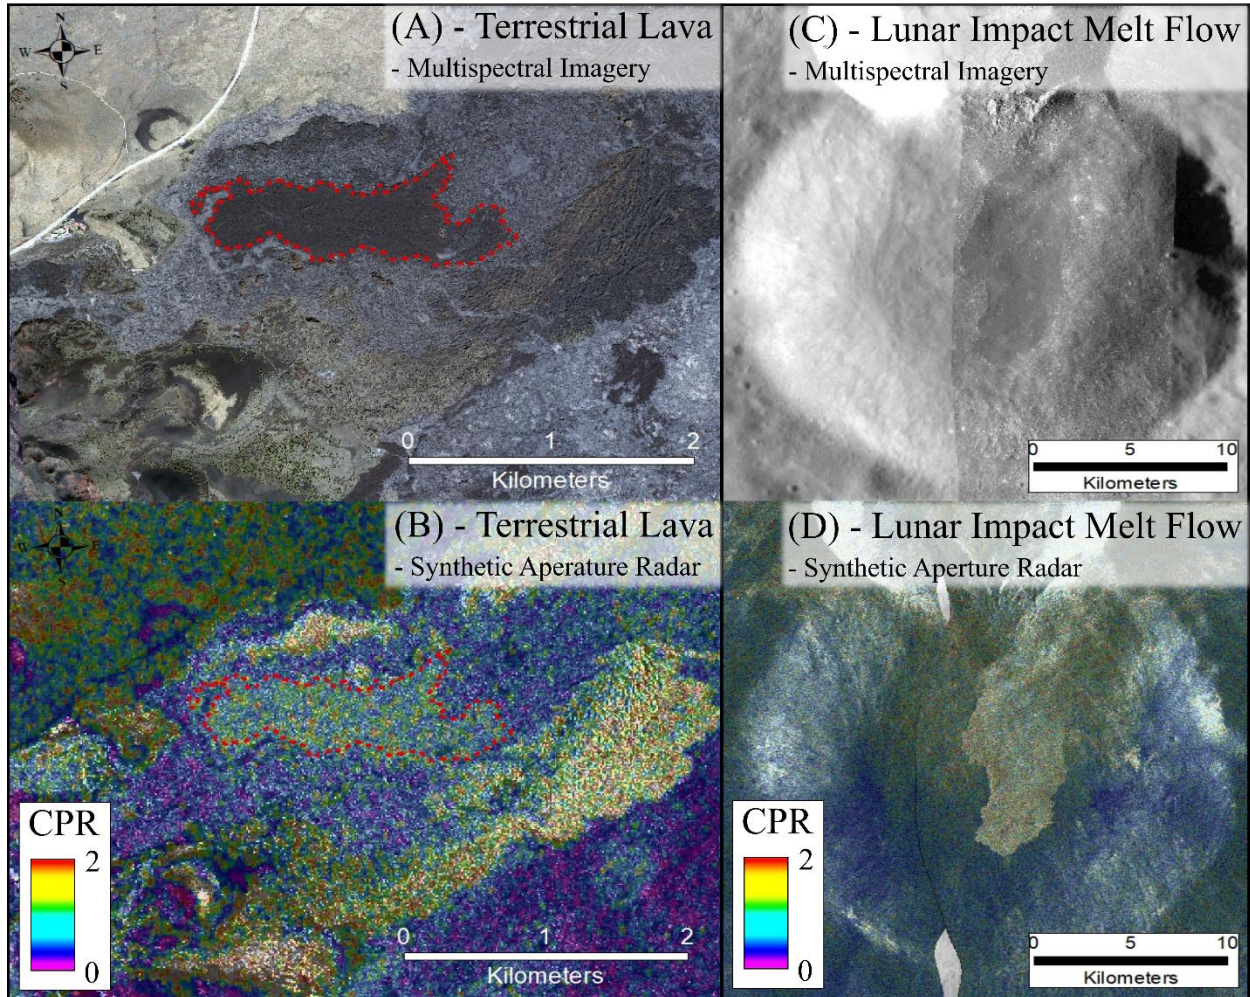 (A) - Terrestrial Lava
- Multispectral Imagery
N
W
E
S
0 1 2
Kilometers
(C) - Lunar Impact Melt Flow
- Multispectral Imagery
0 5 10
Kilometers
(B) - Terrestrial Lava
- Synthetic Aperature Radar
N
W
E
S
CPR
2
0
0 1 2
Kilometers
(D) - Lunar Impact Melt Flow
- Synthetic Aperture Radar
CPR
2
0
0 5 10
Kilometers